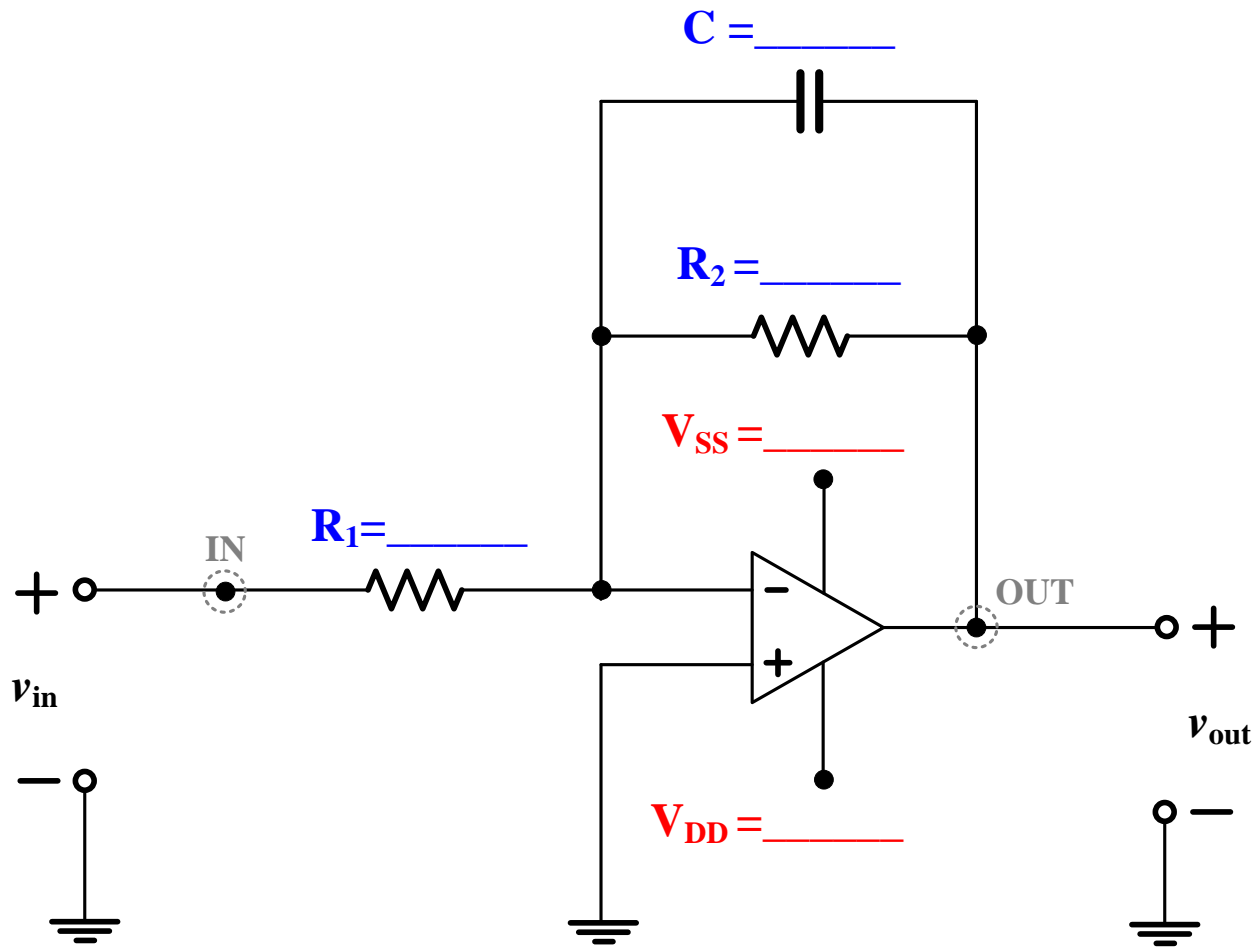 C =______
R2 =______
VSS =______
R1=______
IN
+
−
OUT
+
+
vin
vout
−
−
VDD =______